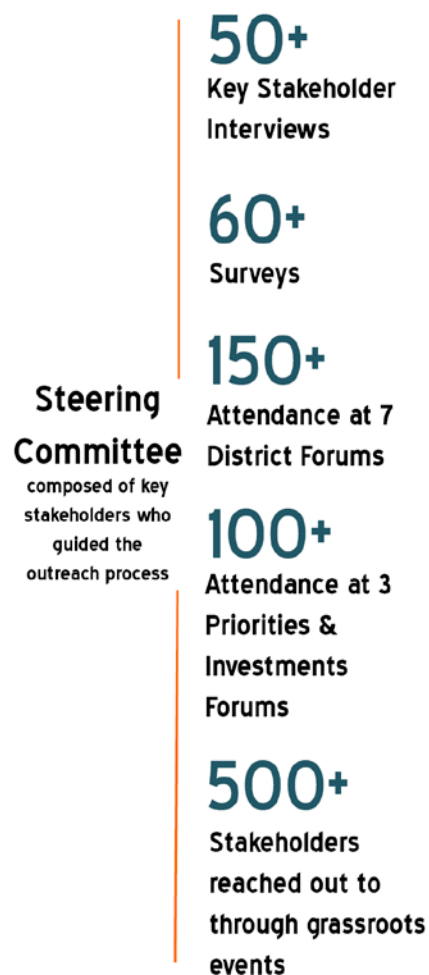 50+
Key Stakeholder
Interviews
60+
Surveys
150+
Attendance at 7
District Forums
Steering
Committee
composed of key
stakeholders who
guided the
outreach process
100+
Attendance at 3
Priorities &
Investments
Forums
500+
Stakeholders
reached out to
through grassroots
events